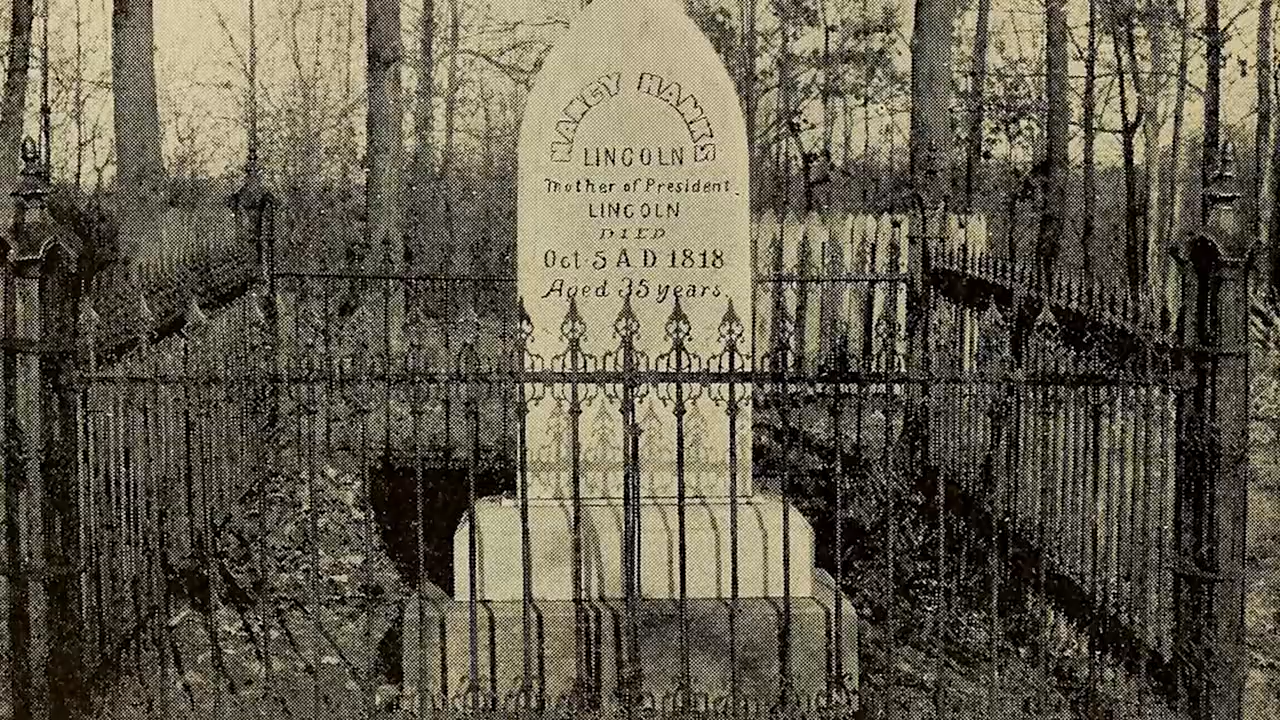 NANCY HANKS
LINCOLN
Mother of President
LINCOLN
DIED
Oct 5 A D 1818
Aged 35 years.